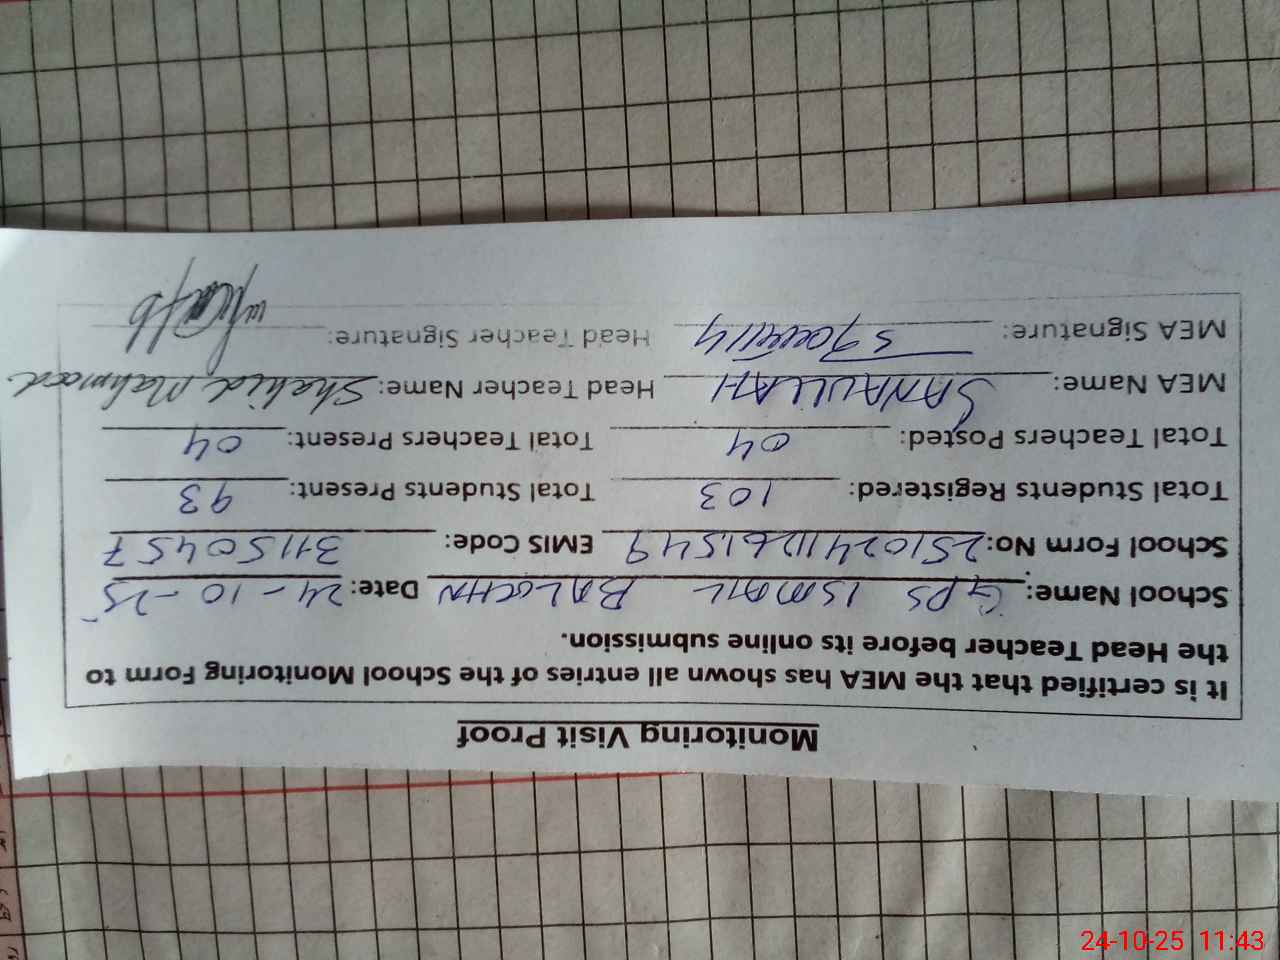 Monitoring Visit Proof
It is certified that the MEA has shown all entries of the School Monitoring Form to
the Head Teacher before its online submission.
School Name: GPS ISMAIL BALOCHN Date: 24-10-25
School Form No: 251024111261549 EMIS Code: 31150457
Total Students Registered: 103 Total Students Present: 93
Total Teachers Posted: 04 Total Teachers Present: 04
MEA Name: SANAULLAH Head Teacher Name: Shahid Mahmood
MEA Signature: Head Teacher Signature:
24-10-25 11:43